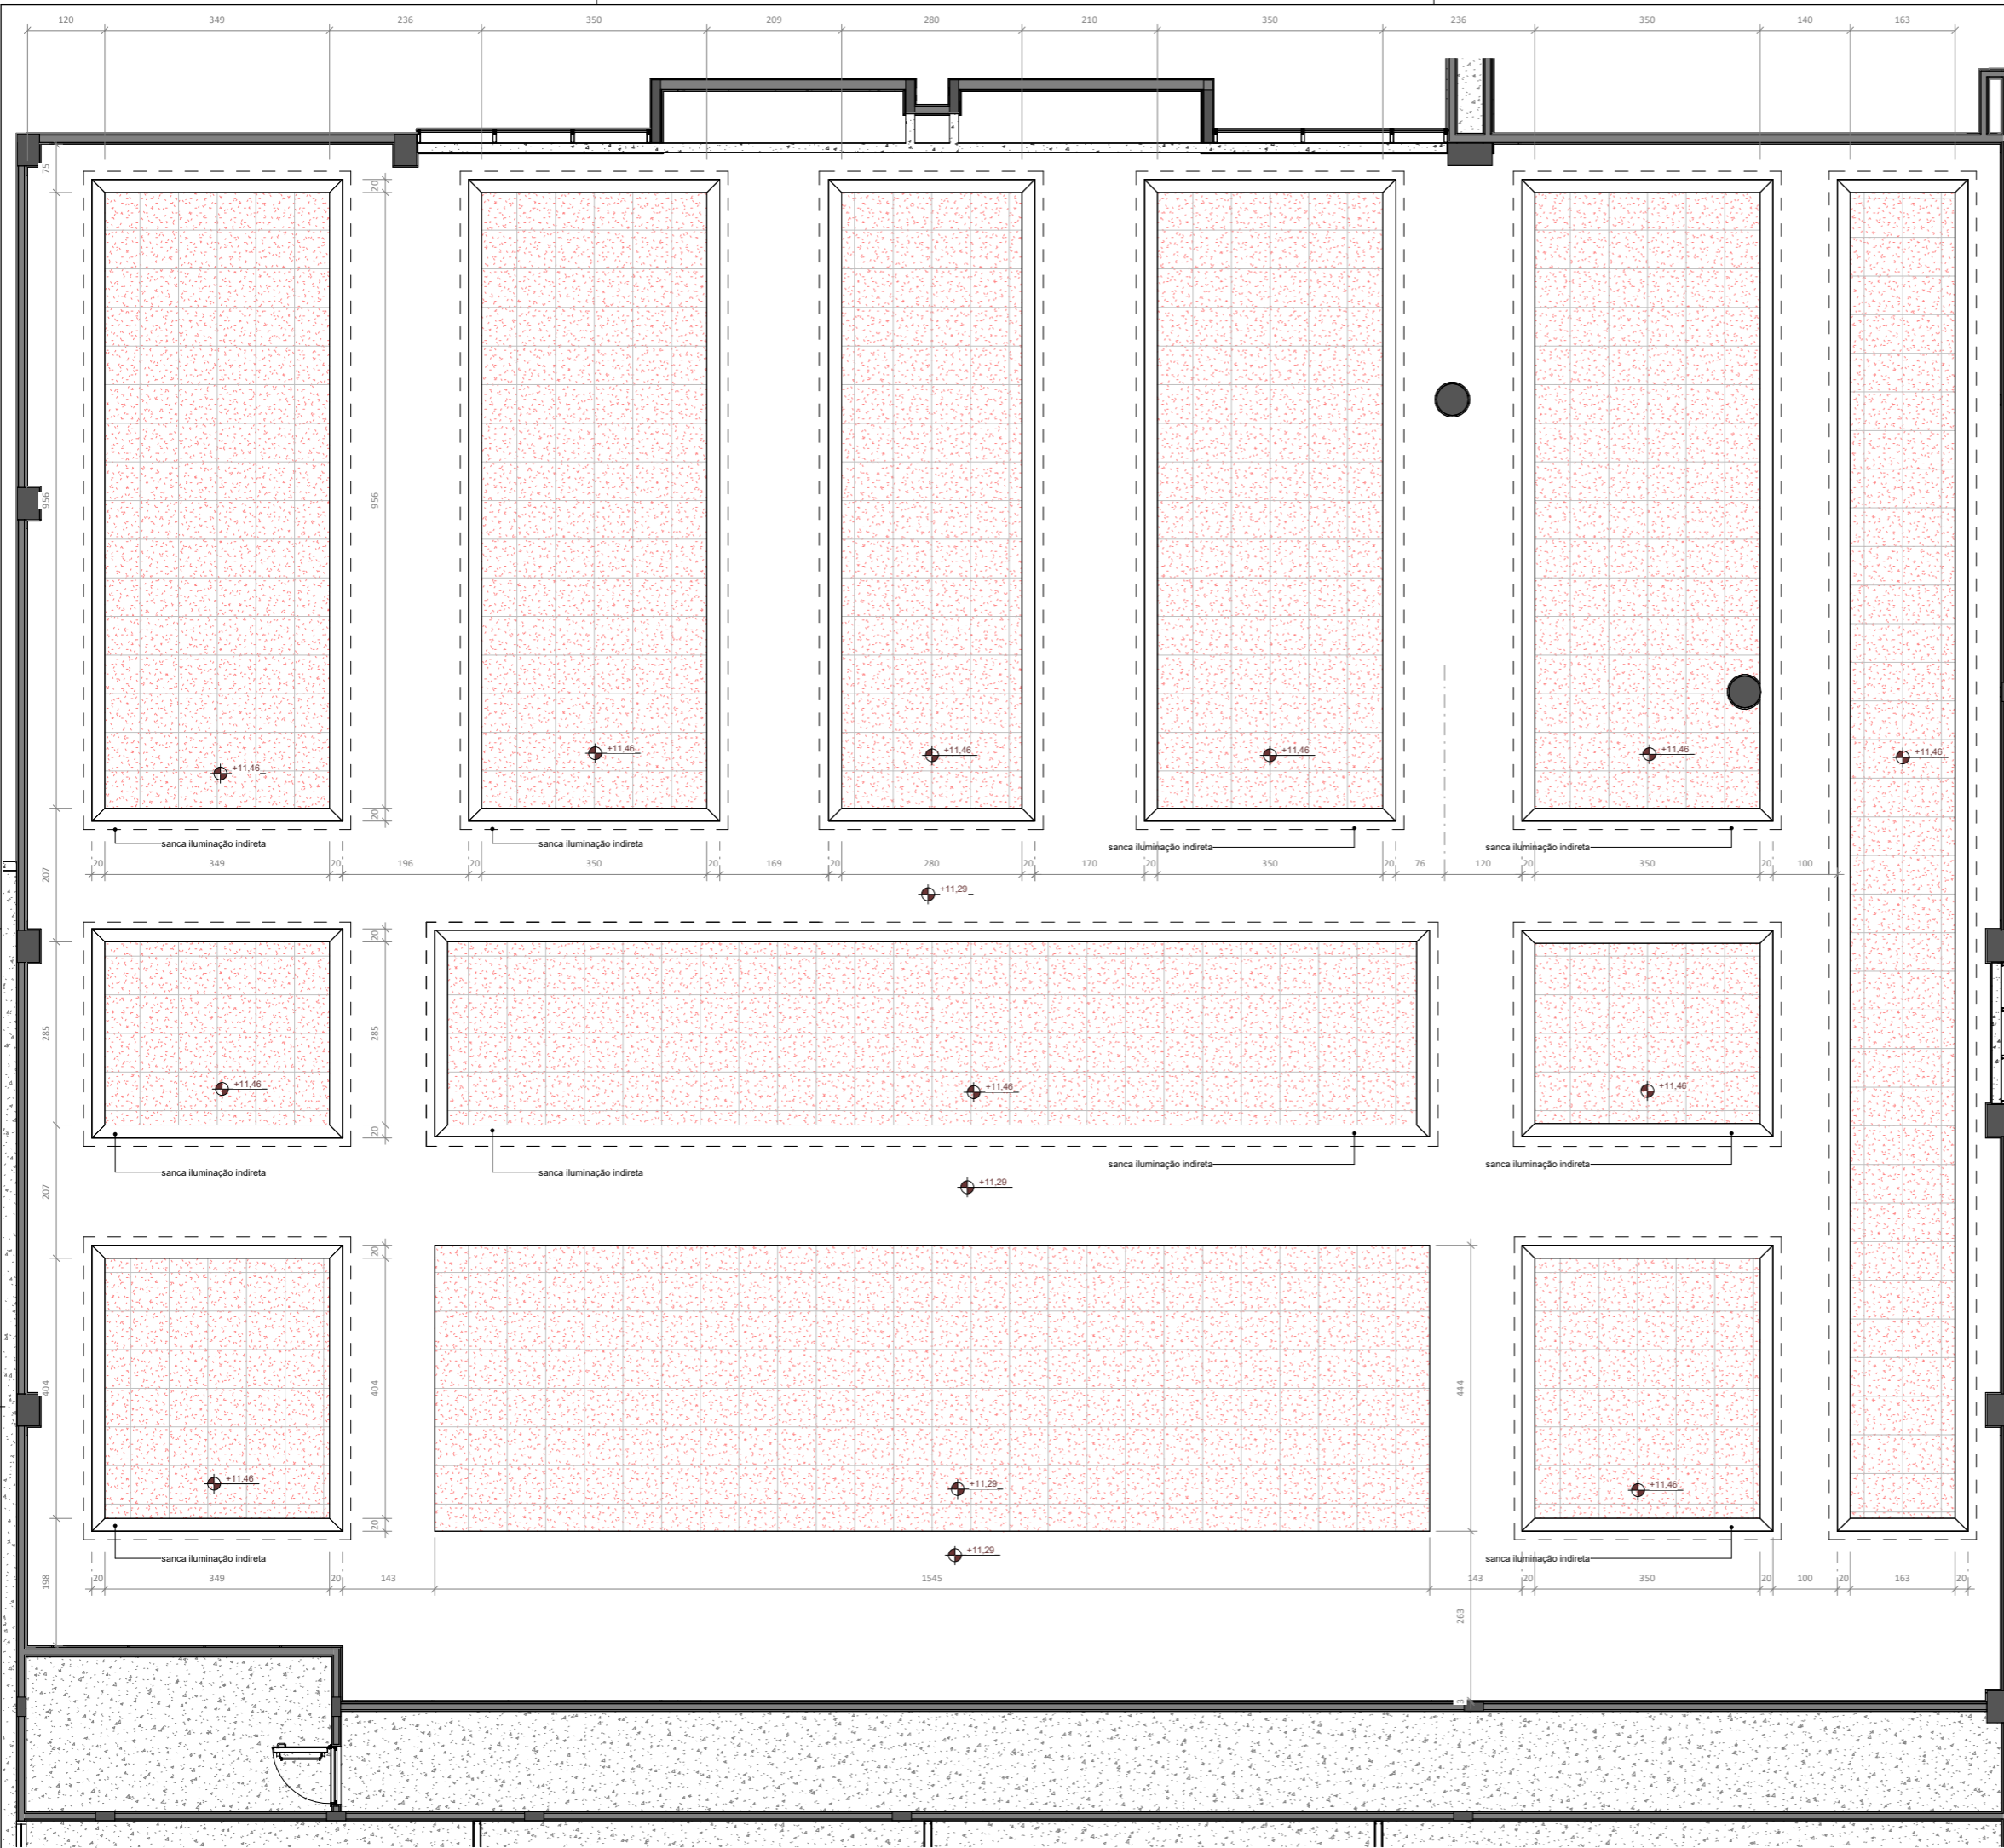 120 349 236 350 209 280 210 350 236 350 140 163
75
20
956
956
+11,46
+11,46
+11,46
+11,46
+11,46
+11,46
20
sanca iluminação indireta
sanca iluminação indireta
sanca iluminação indireta
sanca iluminação indireta
20 349 20 196 20 350 20 169 20 280 20 170 20 350 20 76 120 20 350 20 100
207
+11,29
20
285
285
+11,46
+11,46
+11,46
20
sanca iluminação indireta
sanca iluminação indireta
sanca iluminação indireta
sanca iluminação indireta
207
+11,29
20
404
404
444
+11,46
+11,29
+11,46
20
sanca iluminação indireta
+11,29
sanca iluminação indireta
198
20 349 20 143 1545 143 20 350 20 100 20 163 20
263
3